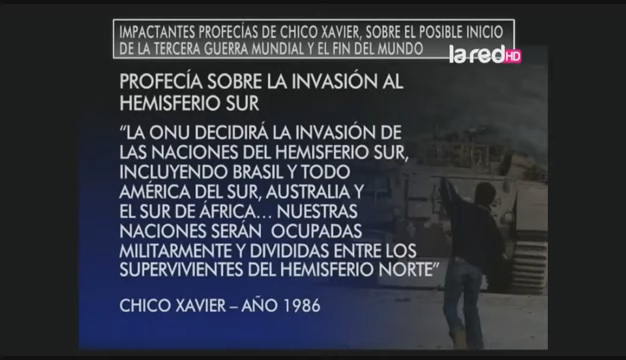 IMPACTANTES PROFECÍAS DE CHICO XAVIER, SOBRE EL POSIBLE INICIO
DE LA TERCERA GUERRA MUNDIAL Y EL FIN DEL MUNDO
la red HD
PROFECÍA SOBRE LA INVASIÓN AL
HEMISFERIO SUR
“LA ONU DECIDIRÁ LA INVASIÓN DE
LAS NACIONES DEL HEMISFERIO SUR,
INCLUYENDO BRASIL Y TODO
AMÉRICA DEL SUR, AUSTRALIA Y
EL SUR DE ÁFRICA... NUESTRAS
NACIONES SERÁN OCUPADAS
MILITARMENTE Y DIVIDIDAS ENTRE LOS
SUPERVIVIENTES DEL HEMISFERIO NORTE”
CHICO XAVIER – AÑO 1986